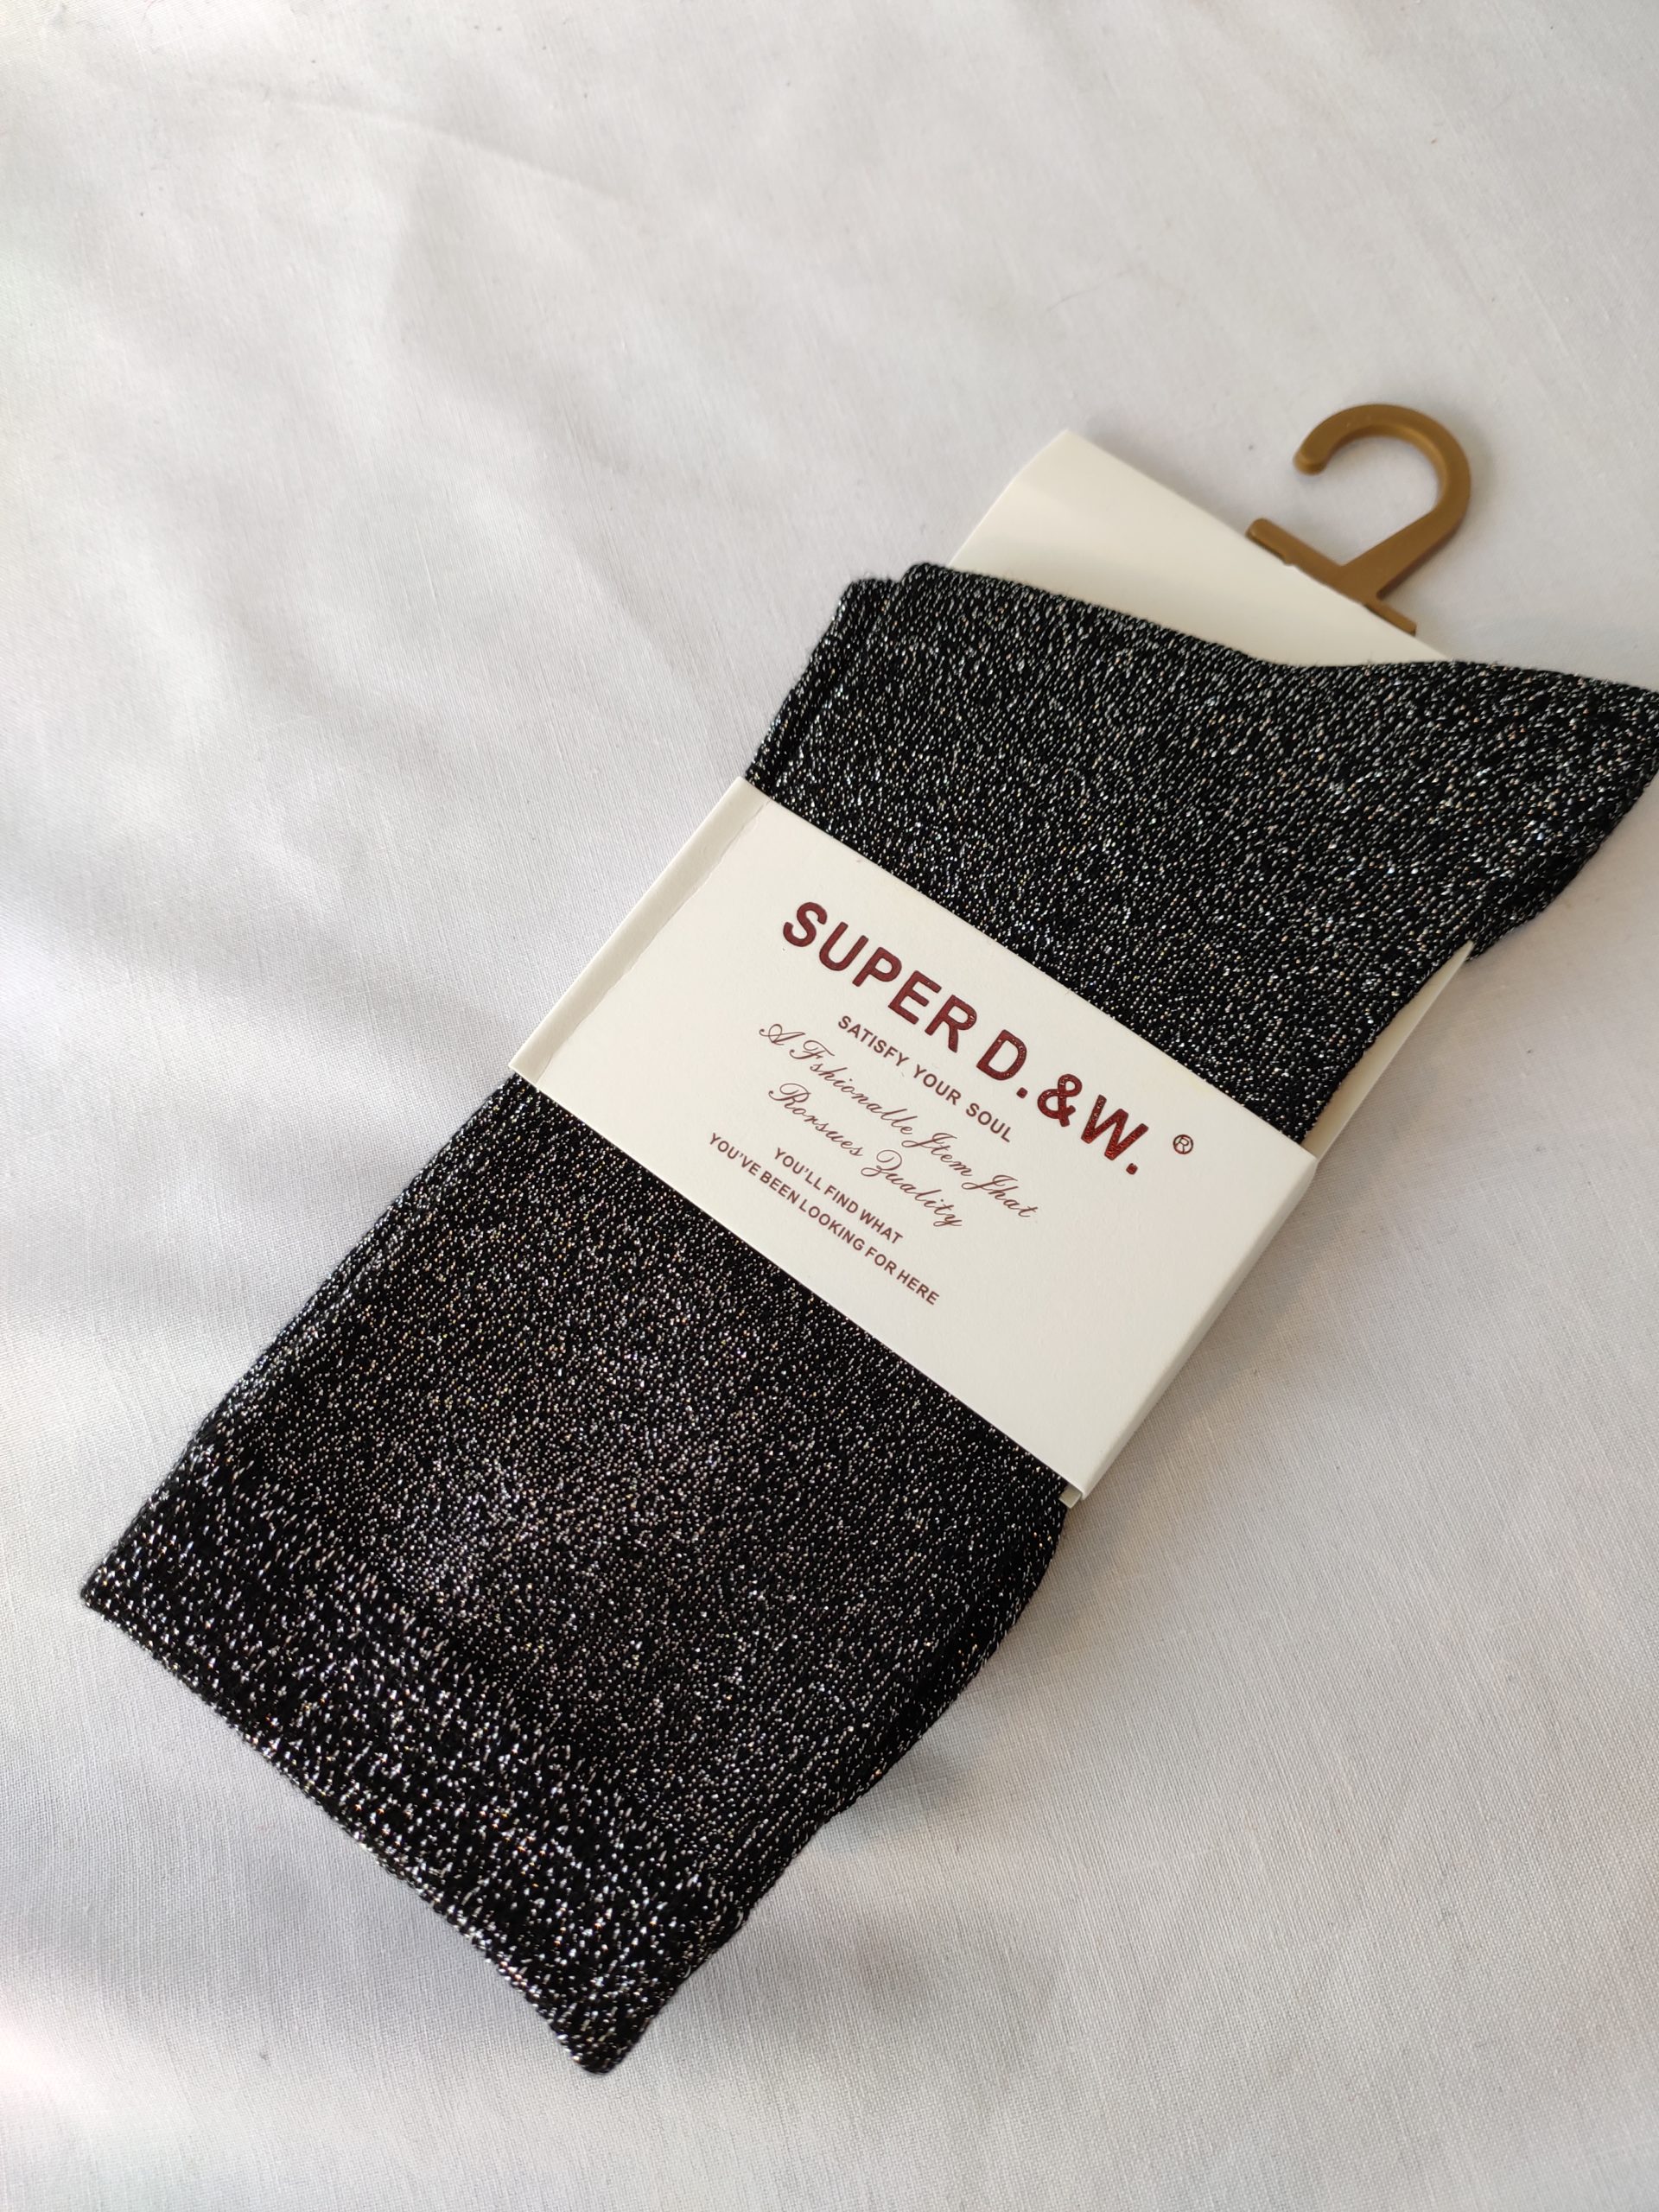 SUPER D.&W.®
SATISFY YOUR SOUL
A Fshionalle Jtem Jhat
Rorsues Zuality
YOU'LL FIND WHAT
YOU'VE BEEN LOOKING FOR HERE